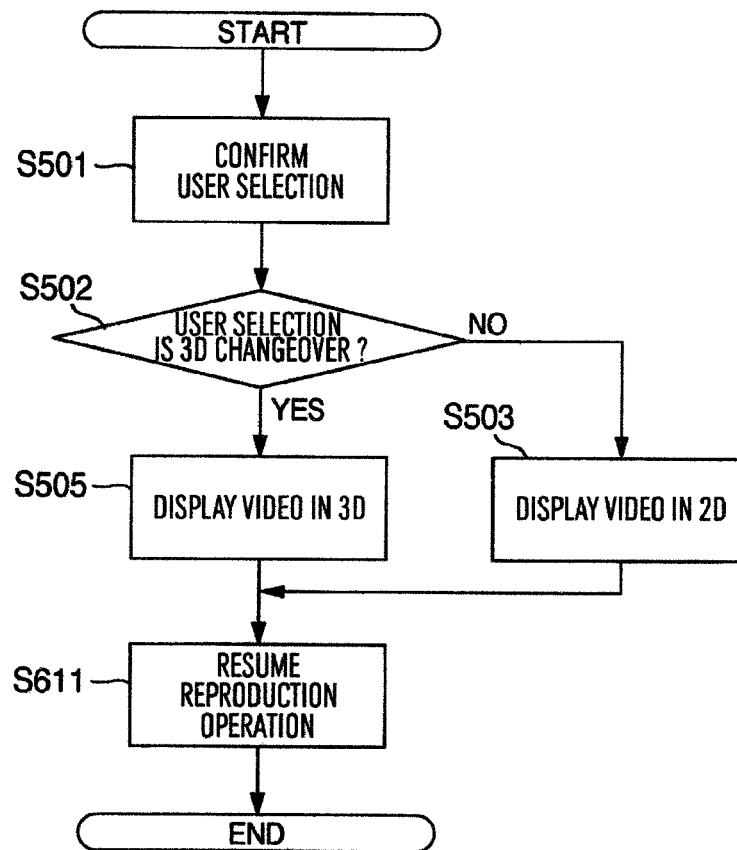 START
S501
CONFIRM
USER SELECTION
S502
USER SELECTION
IS 3D CHANGEOVER ?
NO
YES
S503
S505
DISPLAY VIDEO IN 3D
DISPLAY VIDEO IN 2D
S611
RESUME
REPRODUCTION
OPERATION
END